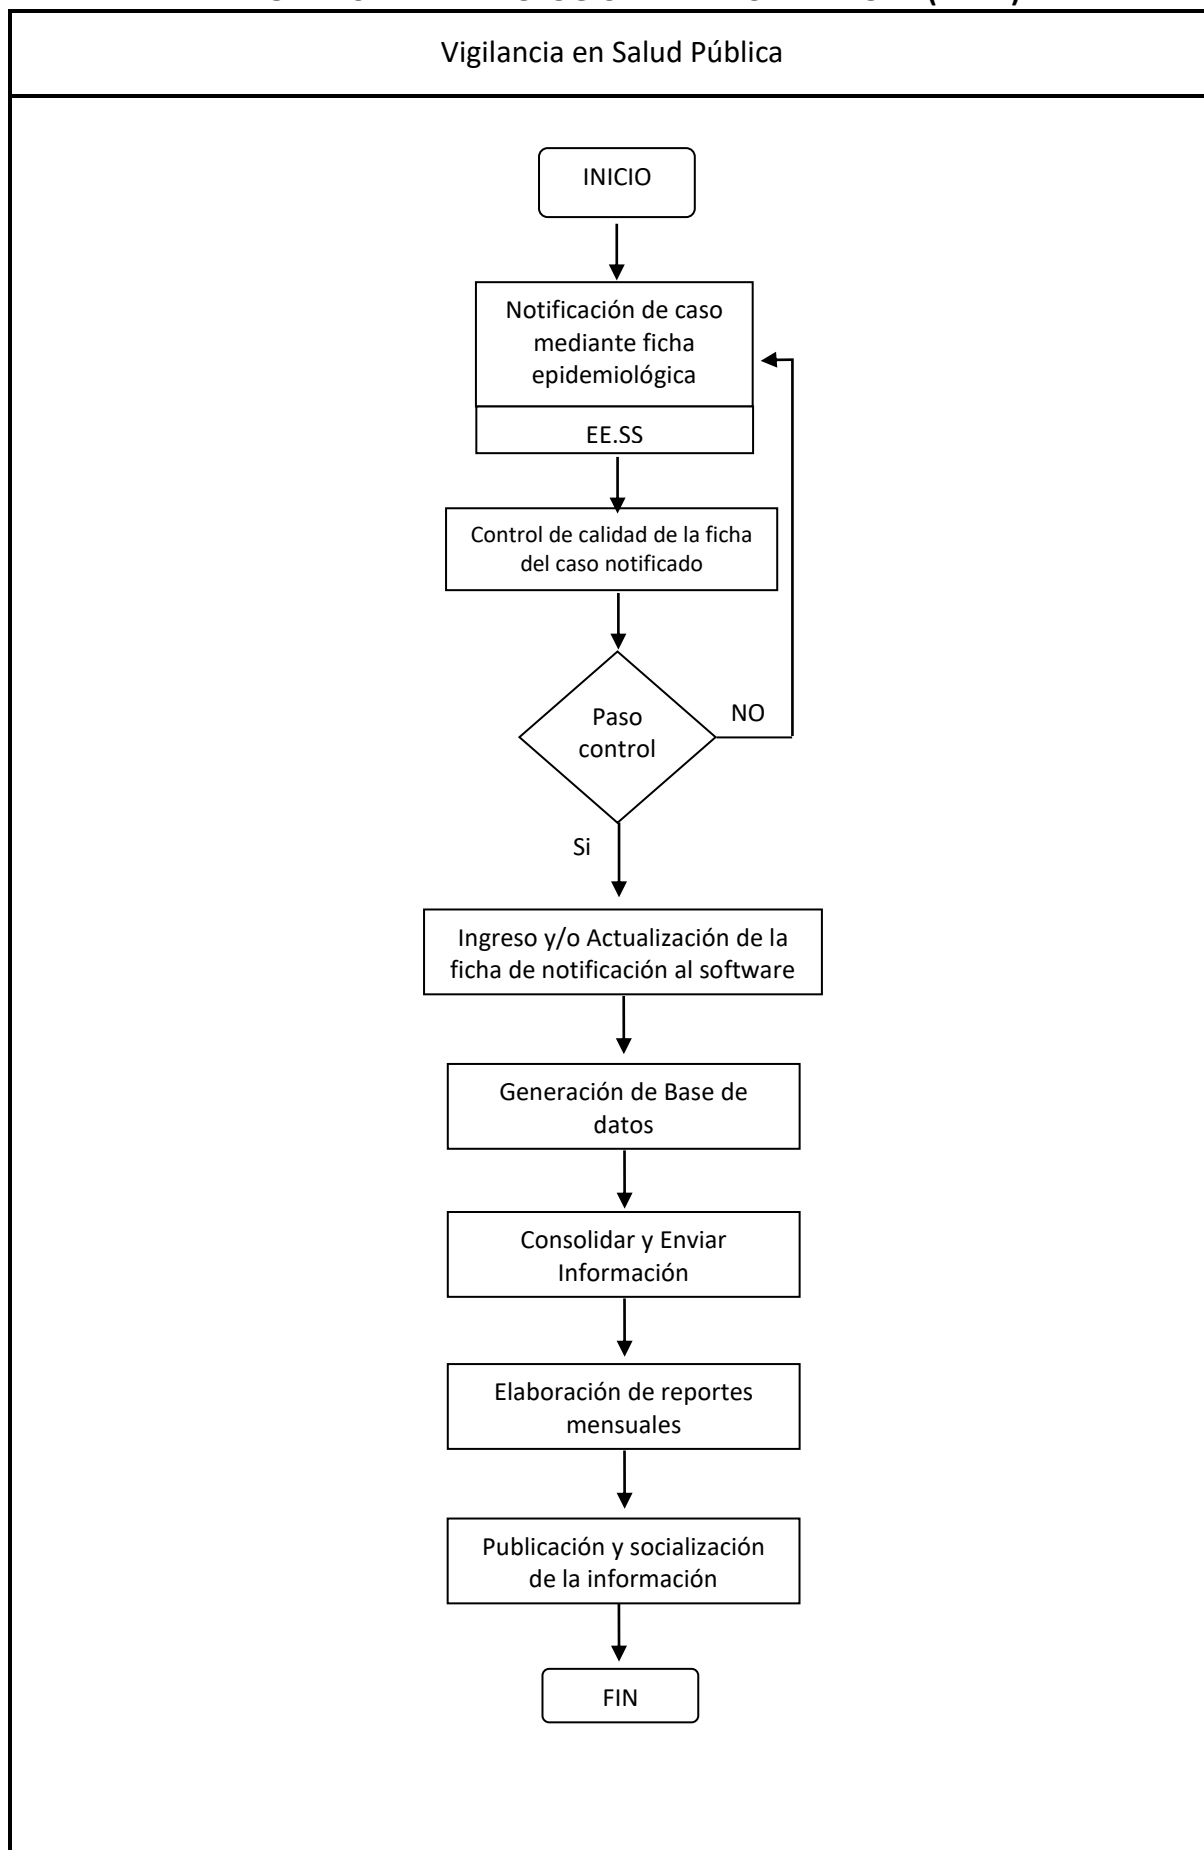 Vigilancia en Salud Pública
INICIO
Notificación de caso
mediante ficha
epidemiológica
EE.SS
Control de calidad de la ficha
del caso notificado
Paso
control
NO
Si
Ingreso y/o Actualización de la
ficha de notificación al software
Generación de Base de
datos
Consolidar y Enviar
Información
Elaboración de reportes
mensuales
Publicación y socialización
de la información
FIN